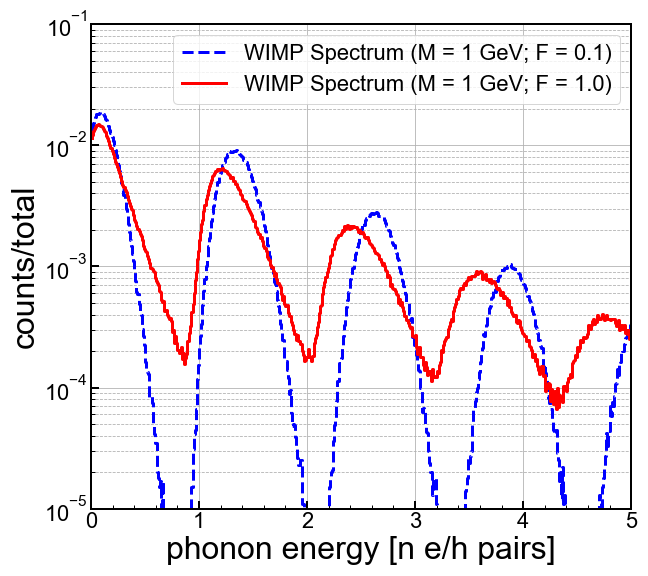 10⁻¹
WIMP Spectrum (M = 1 GeV; F = 0.1)
WIMP Spectrum (M = 1 GeV; F = 1.0)
10⁻²
counts/total
10⁻³
10⁻⁴
10⁻⁵
0 1 2 3 4 5
phonon energy [n e/h pairs]